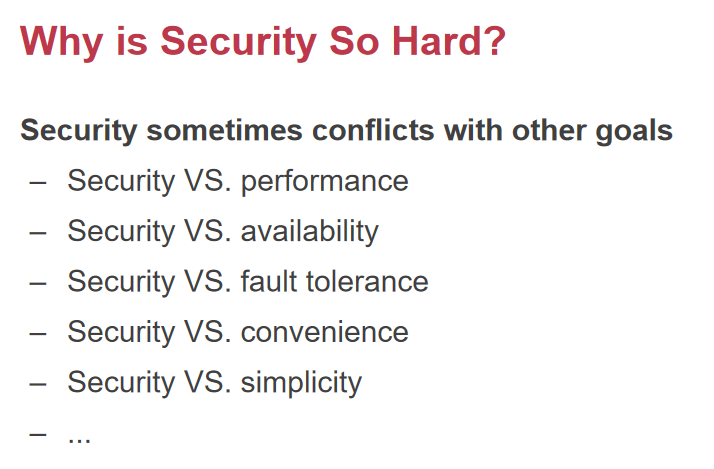 Why is Security So Hard?
Security sometimes conflicts with other goals
– Security VS. performance
– Security VS. availability
– Security VS. fault tolerance
– Security VS. convenience
– Security VS. simplicity
– ...